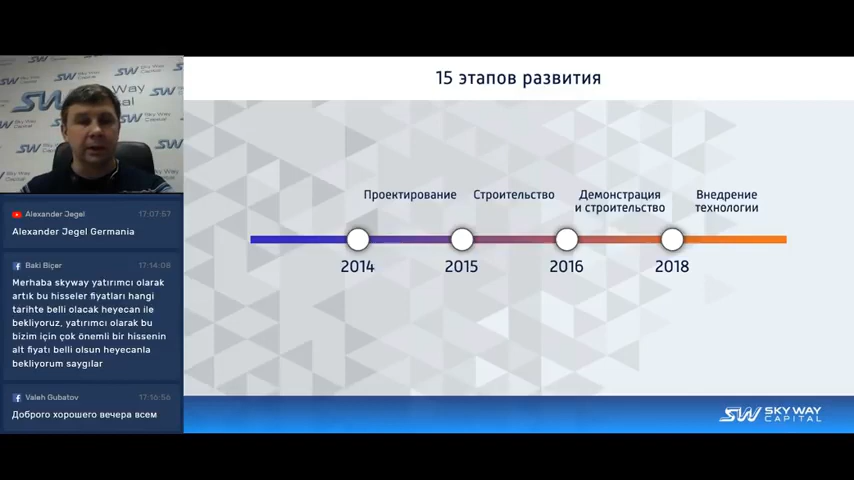 15 этапов развития
Проектирование
Строительство
Демонстрация
и строительство
Внедрение
технологии
2014
2015
2016
2018
SW SKY WAY
CAPITAL
Alexander Jegel 17:07:57
Alexander Jegel Germania
Baki Biçer 17:14:08
Merhaba skyway yatırımcı olarak
artık bu hisseler fiyatları hangi
tarihte belli olacak heyecan ile
bekliyoruz, yatırımcı olarak bu
bizim için çok önemli bir hissenin
alt fiyatı belli olsun heyecanla
bekliyorum saygılar
Valeh Gubatov 17:16:56
Доброго хорошего вечера всем